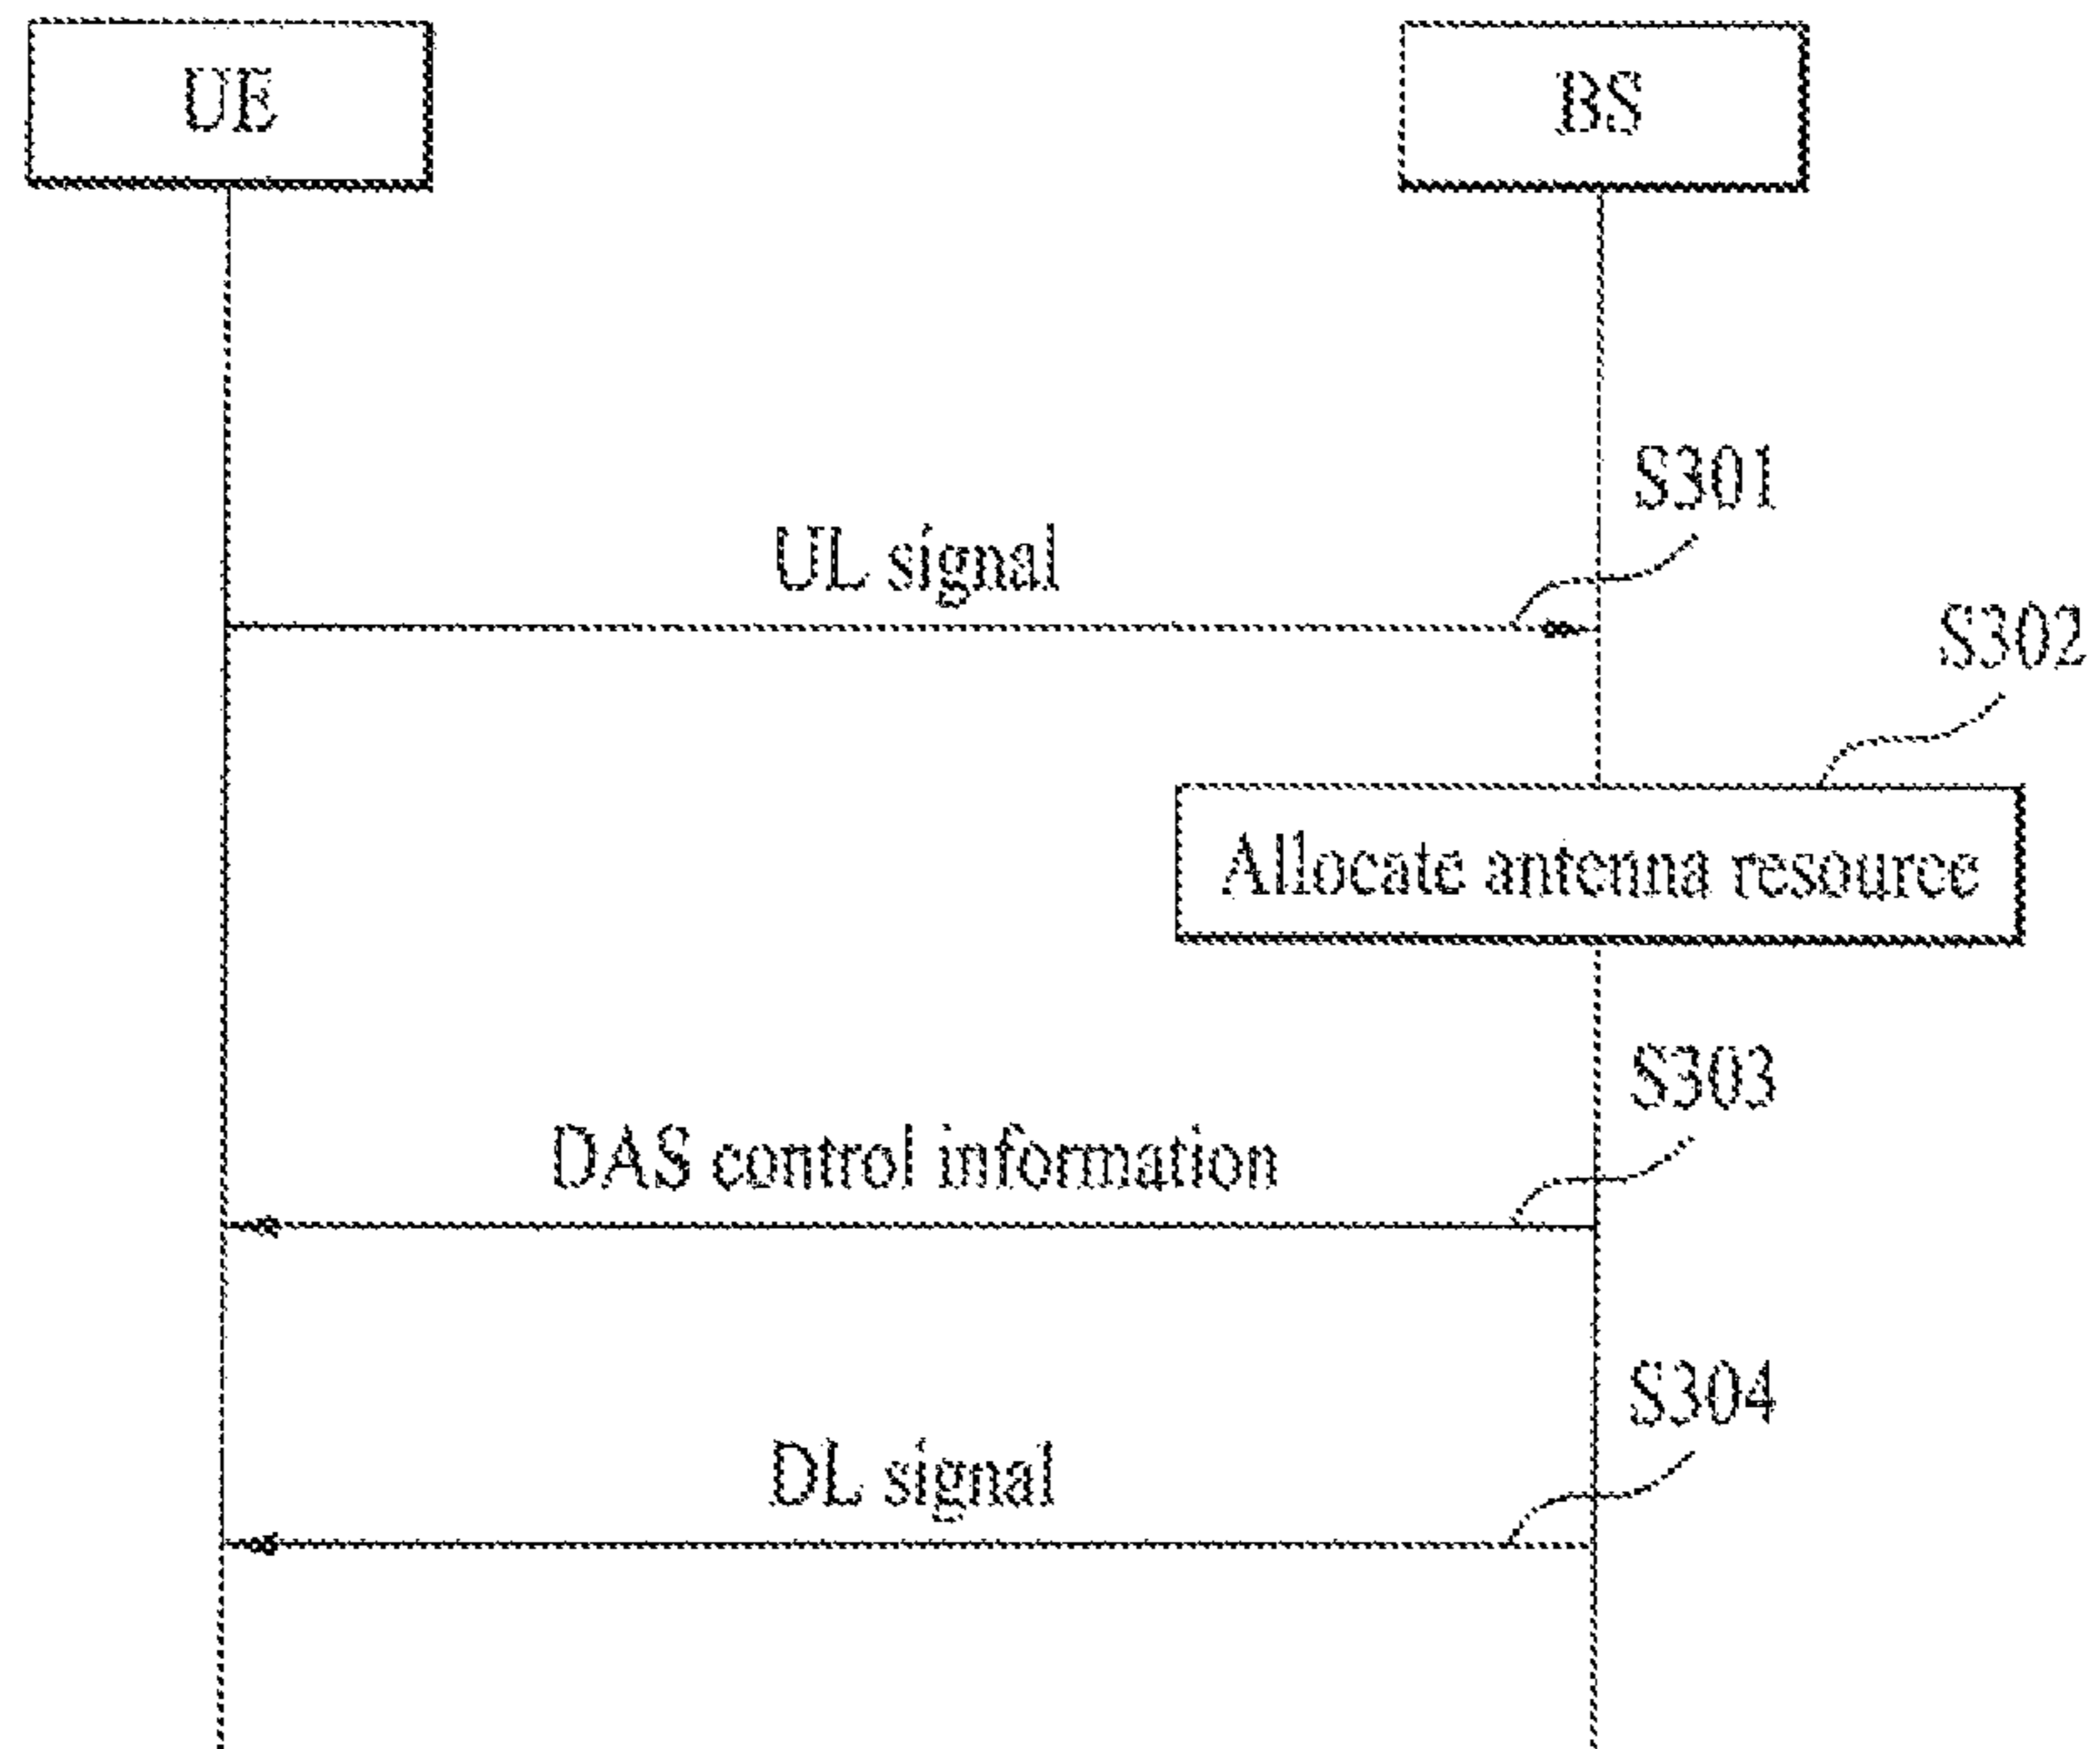 UE
BS
S301
UL signal
S302
Allocate antenna resource
S303
DAS control information
S304
DL signal